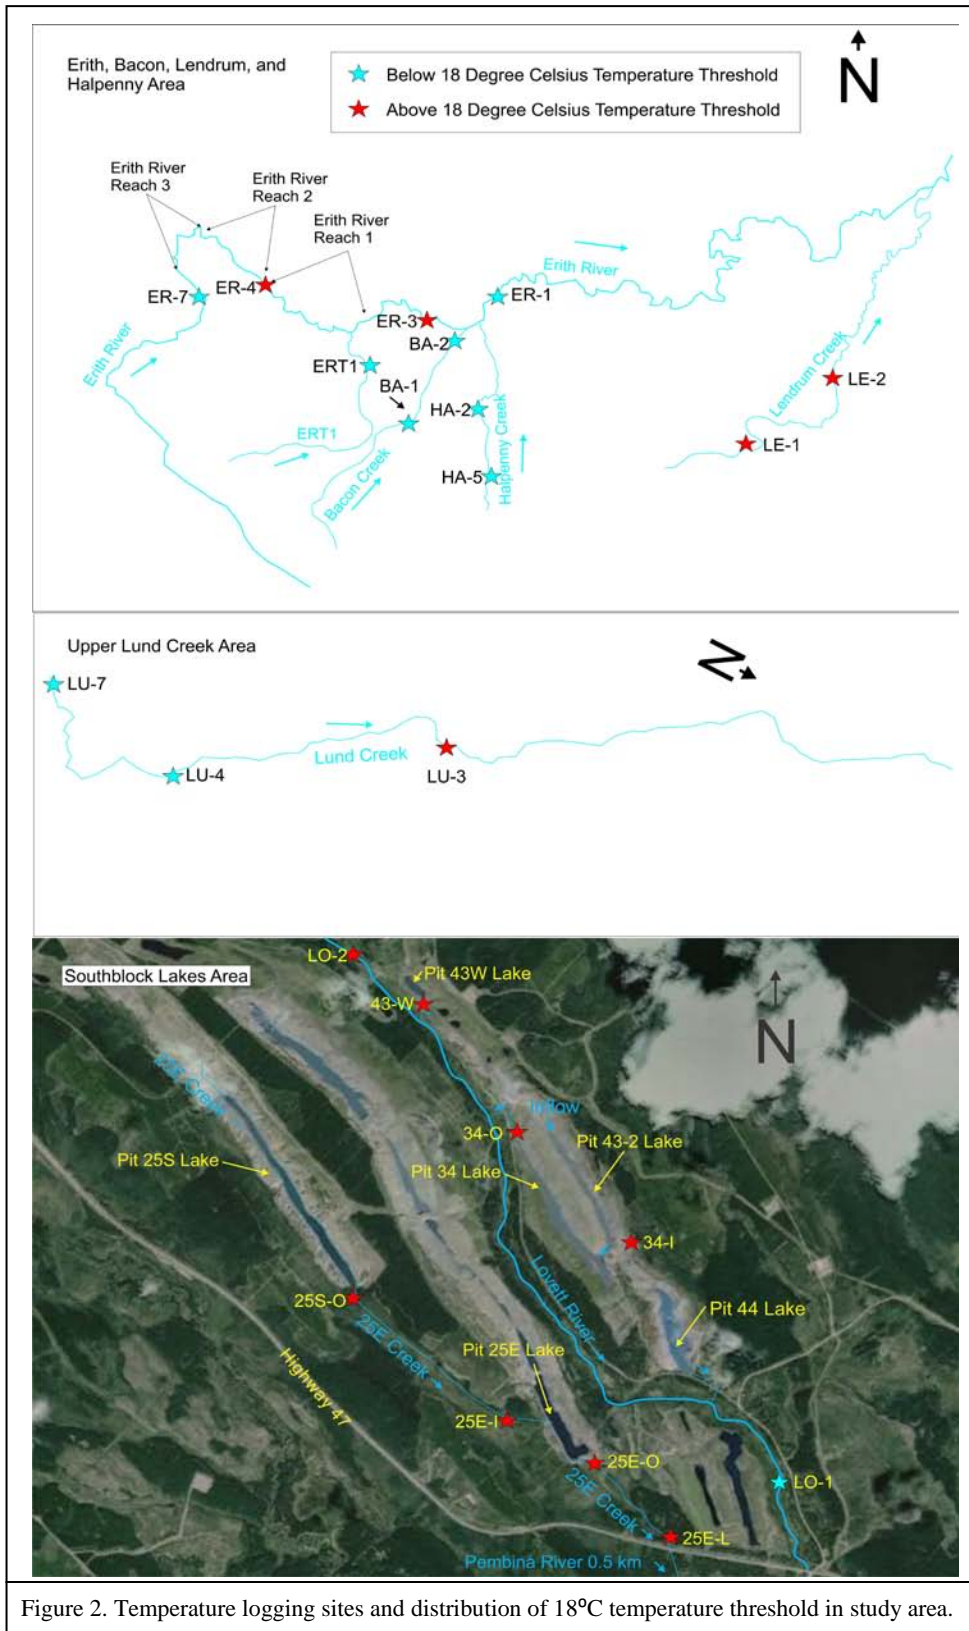 Erith, Bacon, Lendrum, and
Halpenny Area
Below 18 Degree Celsius Temperature Threshold
Above 18 Degree Celsius Temperature Threshold
N
Erith River
Reach 3
Erith River
Reach 2
Erith River
Reach 1
ER-7
ER-4
ER-3
ER-1
Erith River
BA-2
ERT1
BA-1
HA-2
HA-5
Erith River
ERT1
Bacon Creek
Halpenny Creek
Lendrum Creek
LE-2
LE-1
Upper Lund Creek Area
N
LU-7
LU-4
Lund Creek
LU-3
Southblock Lakes Area
LO-2
Pit 43W Lake
43-W
N
25E Creek
Inflow
34-O
Pit 43-2 Lake
Pit 25S Lake
Pit 34 Lake
34-I
Lovett River
25S-O
Pit 44 Lake
25E Creek
Pit 25E Lake
Highway 47
25E-I
25E-O
25E Creek
LO-1
25E-L
Pembina River 0.5 km
Figure 2. Temperature logging sites and distribution of 18⁰C temperature threshold in study area.